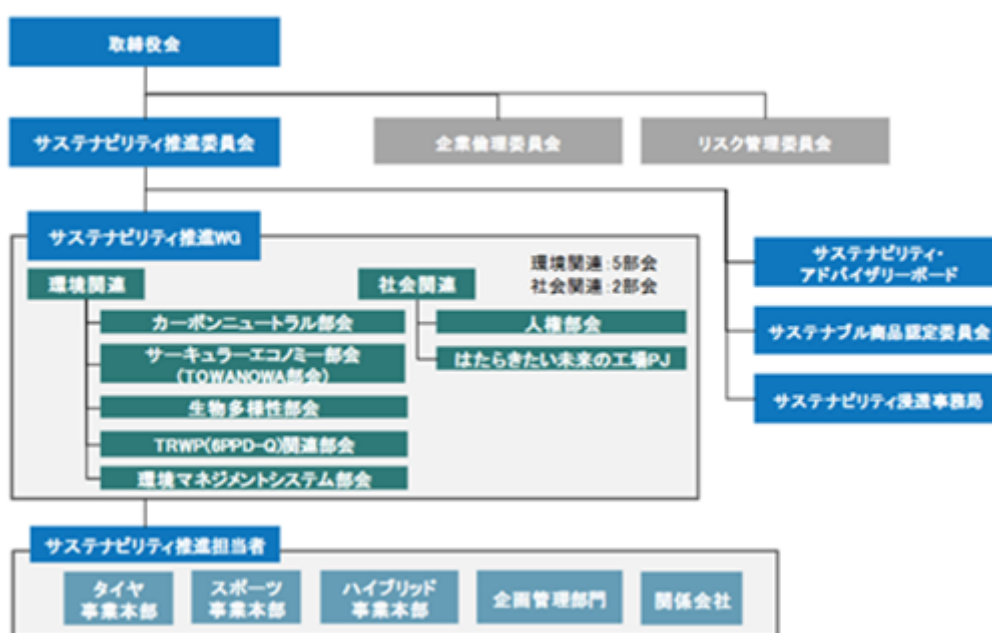 取締役会
サステナビリティ推進委員会
企業倫理委員会
リスク管理委員会
サステナビリティ推進WG
環境関連:5部会
社会関連:2部会
環境関連
社会関連
カーボンニュートラル部会
サーキュラーエコノミー部会
(TOWANOWA部会)
生物多様性部会
TRWP(6PPD-Q)関連部会
環境マネジメントシステム部会
人権部会
はたらきたい未来の工場PJ
サステナビリティ・
アドバイザリーボード
サステナブル商品認定委員会
サステナビリティ浸透事務局
サステナビリティ推進担当者
タイヤ
事業本部
スポーツ
事業本部
ハイブリッド
事業本部
企画管理部門
関係会社